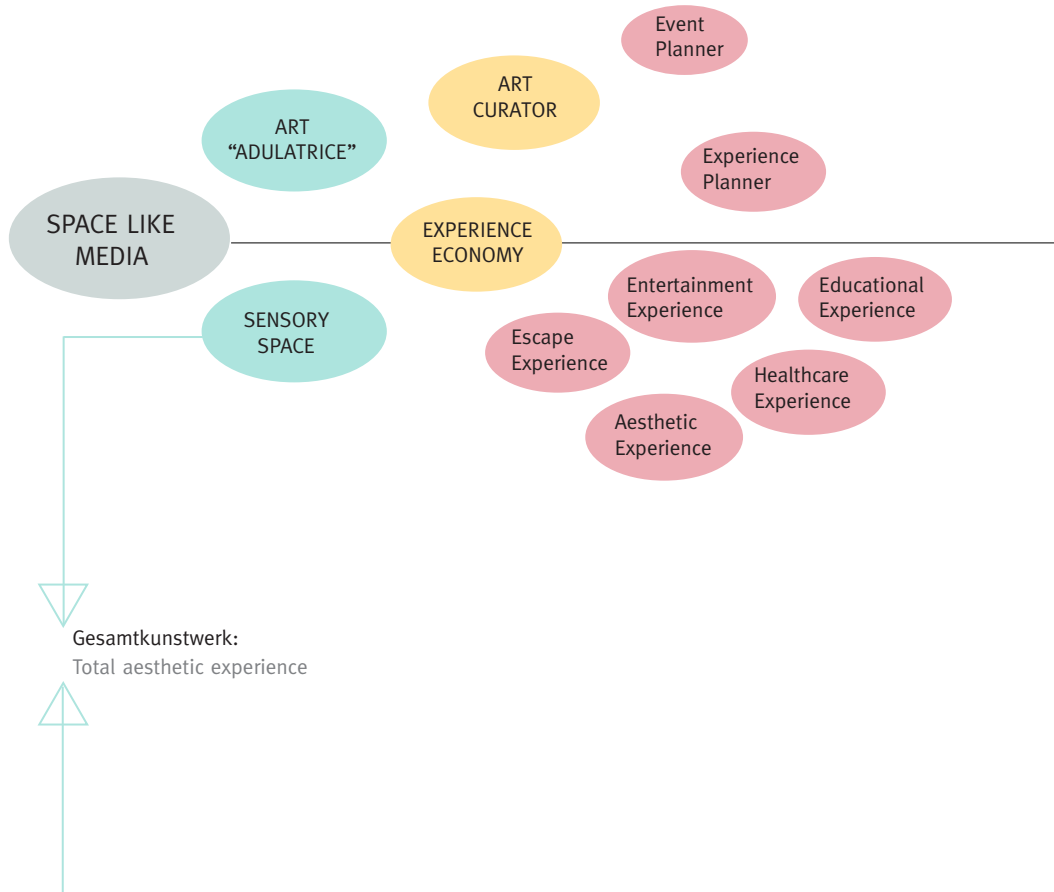 Event
Planner
ART
CURATOR
ART
“ADULATRICE”
Experience
Planner
SPACE LIKE
MEDIA
EXPERIENCE
ECONOMY
Entertainment
Experience
Educational
Experience
SENSORY
SPACE
Escape
Experience
Healthcare
Experience
Aesthetic
Experience
Gesamtkunstwerk:
Total aesthetic experience